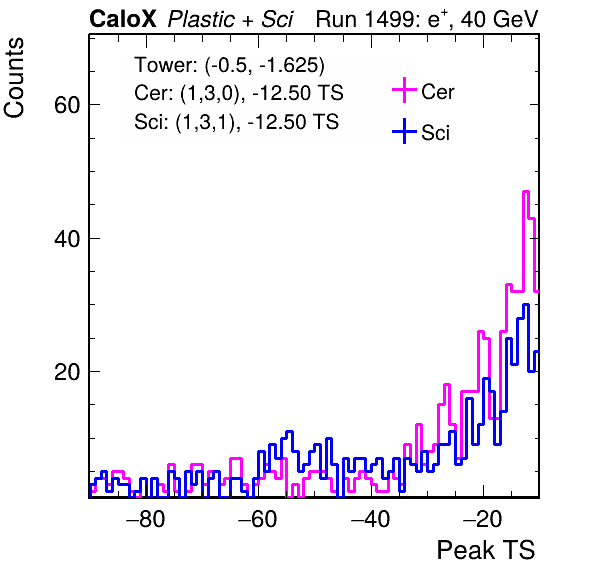 CaloX Plastic + Sci Run 1499: e⁺, 40 GeV
Counts
Tower: (-0.5, -1.625)
Cer: (1,3,0), -12.50 TS
Sci: (1,3,1), -12.50 TS
Cer
Sci
60
40
20
−80 −60 −40 −20
Peak TS